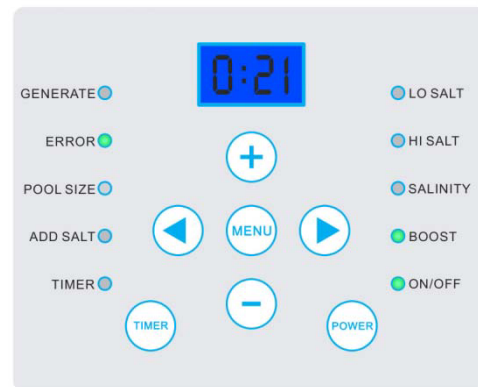 0:21
GENERATE
LO SALT
ERROR
+
HI SALT
POOL SIZE
SALINITY
ADD SALT
MENU
BOOST
TIMER
-
ON/OFF
TIMER
POWER